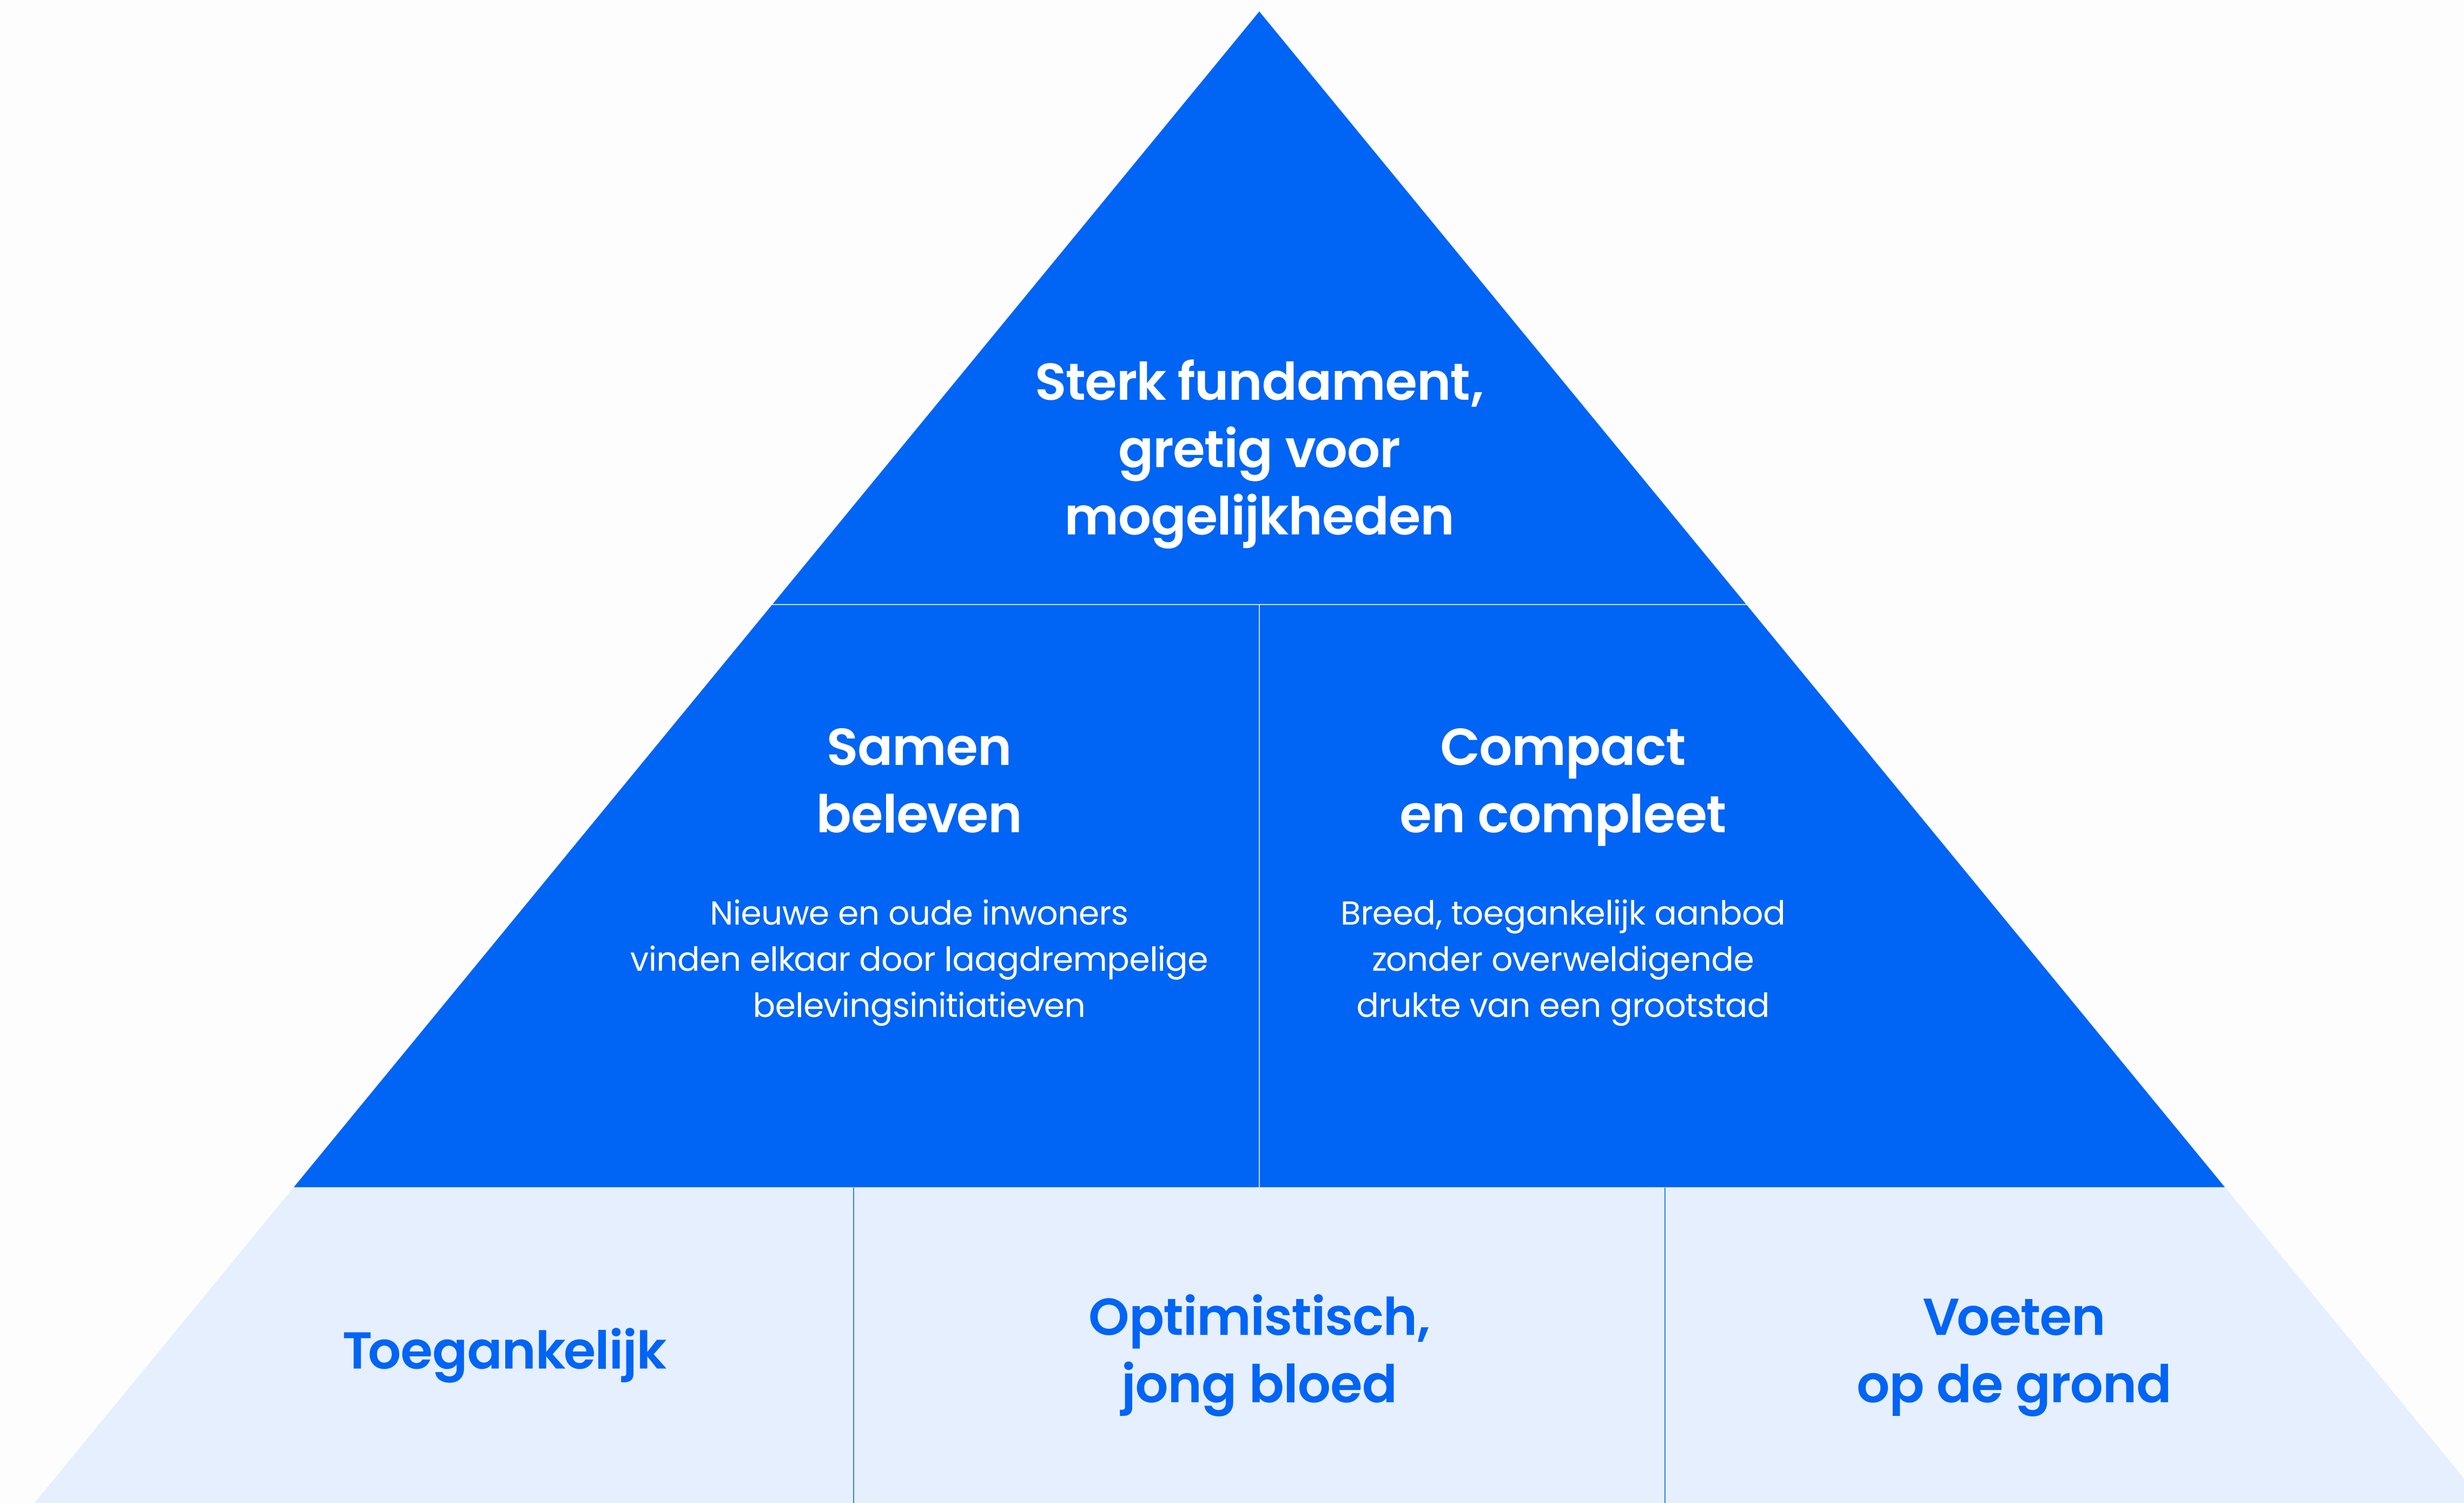 Sterk fundament,
gretig voor
mogelijkheden
Samen
beleven
Nieuwe en oude inwoners
vinden elkaar door laagdrempelige
belevingsinitiatieven
Compact
en compleet
Breed, toegankelijk aanbod
zonder overweldigende
drukte van een grootstad
Toegankelijk
Optimistisch,
jong bloed
Voeten
op de grond